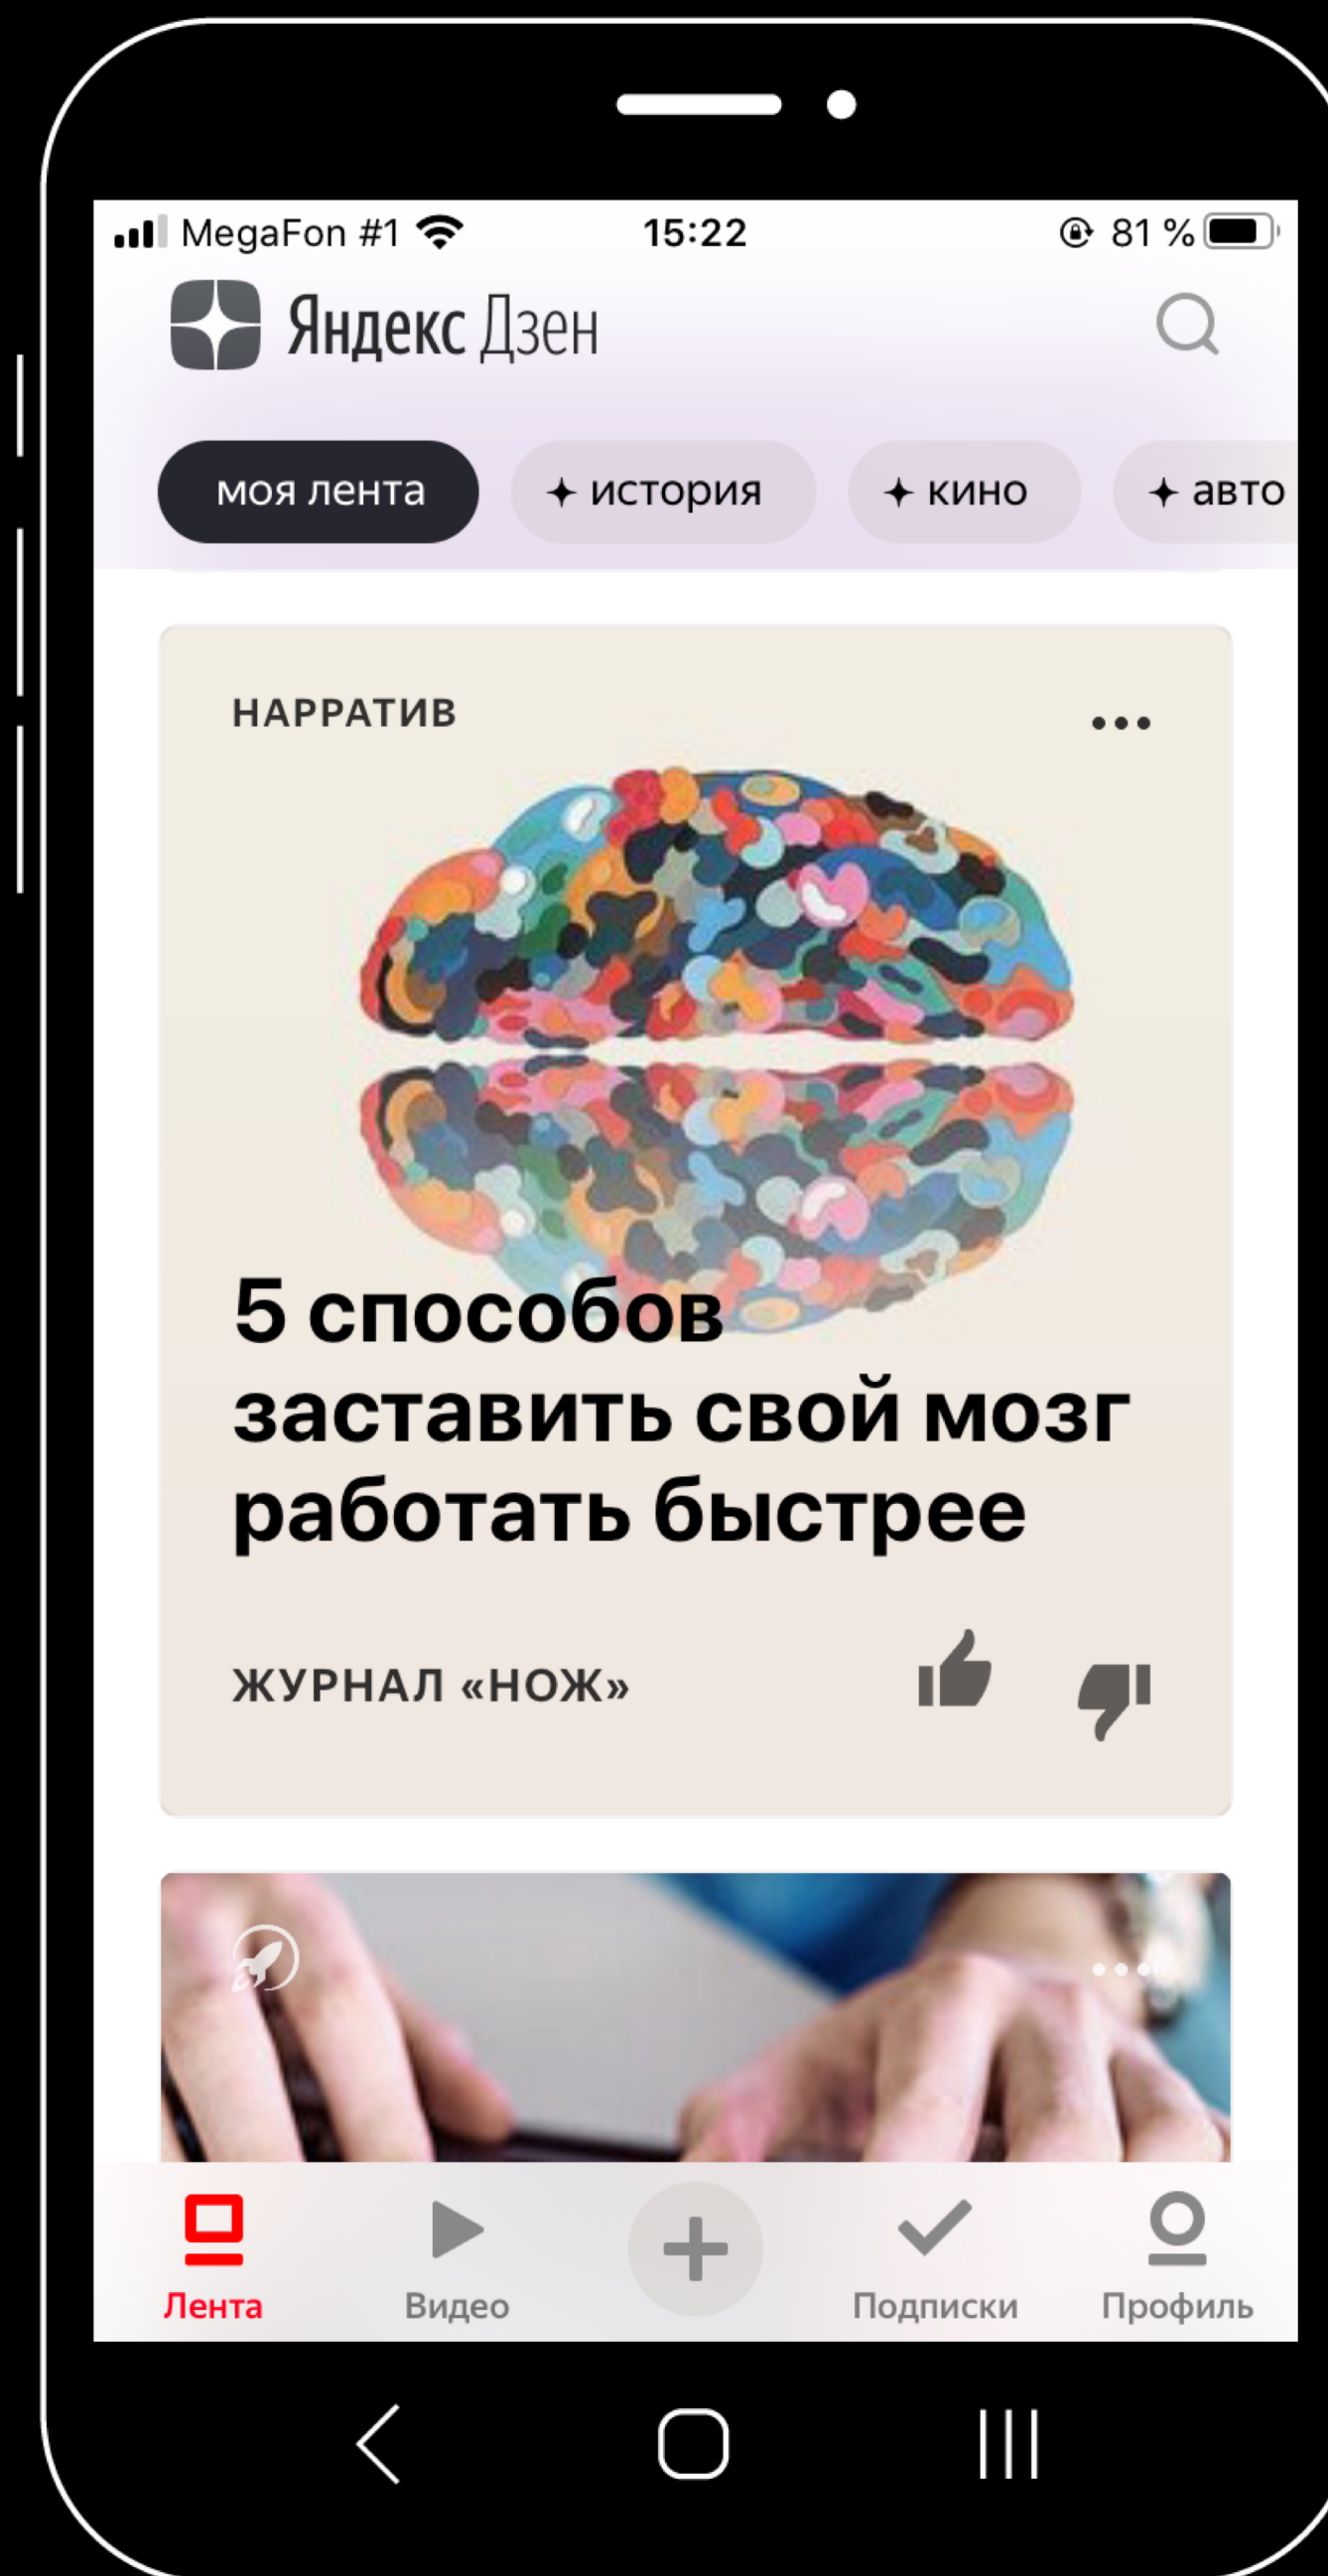 MegaFon #1
15:22
81 %
Яндекс Дзен
моя лента
история
кино
авто
НАРРАТИВ
5 способов
заставить свой мозг
работать быстрее
ЖУРНАЛ «НОЖ»
Лента
Видео
Подписки
Профиль